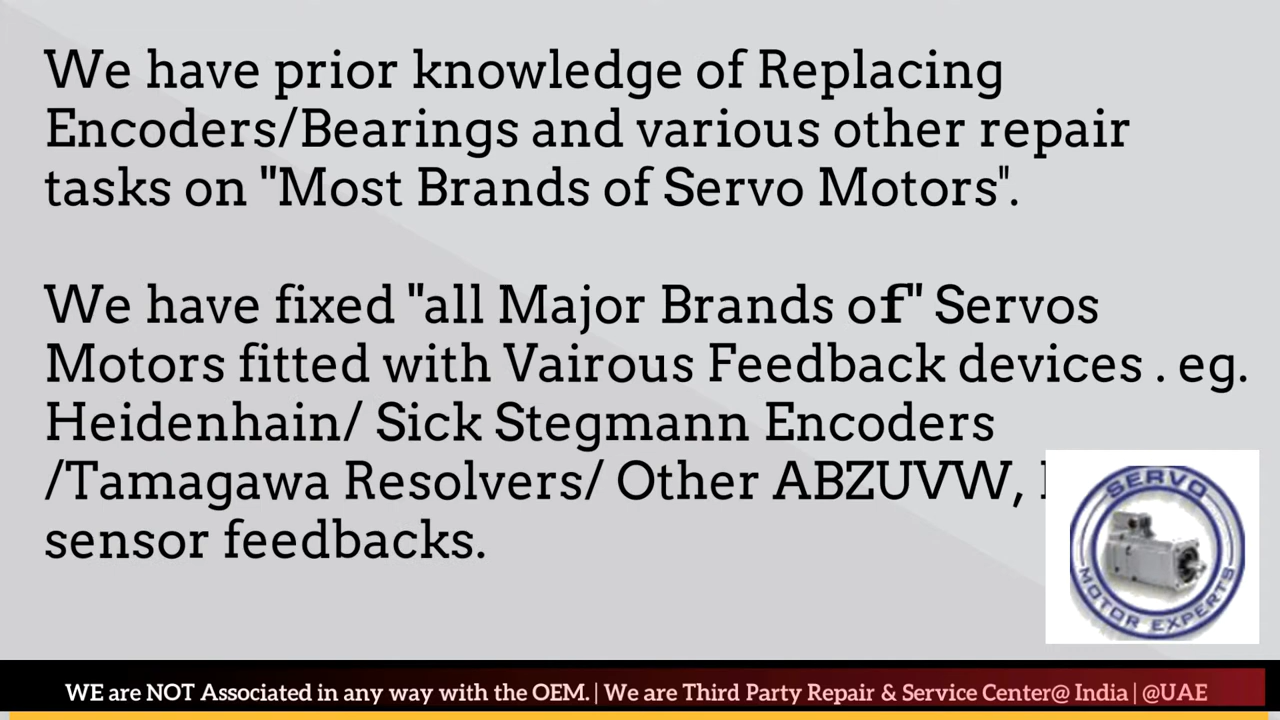 We have prior knowledge of Replacing
Encoders/Bearings and various other repair
tasks on "Most Brands of Servo Motors".
We have fixed "all Major Brands of" Servos
Motors fitted with Vairous Feedback devices . eg.
Heidenhain/ Sick Stegmann Encoders
/Tamagawa Resolvers/ Other ABZUVW,
sensor feedbacks.
SERVO
MOTOR EXPERTS
WE are NOT Associated in any way with the OEM. | We are Third Party Repair & Service Center@ India | @UAE